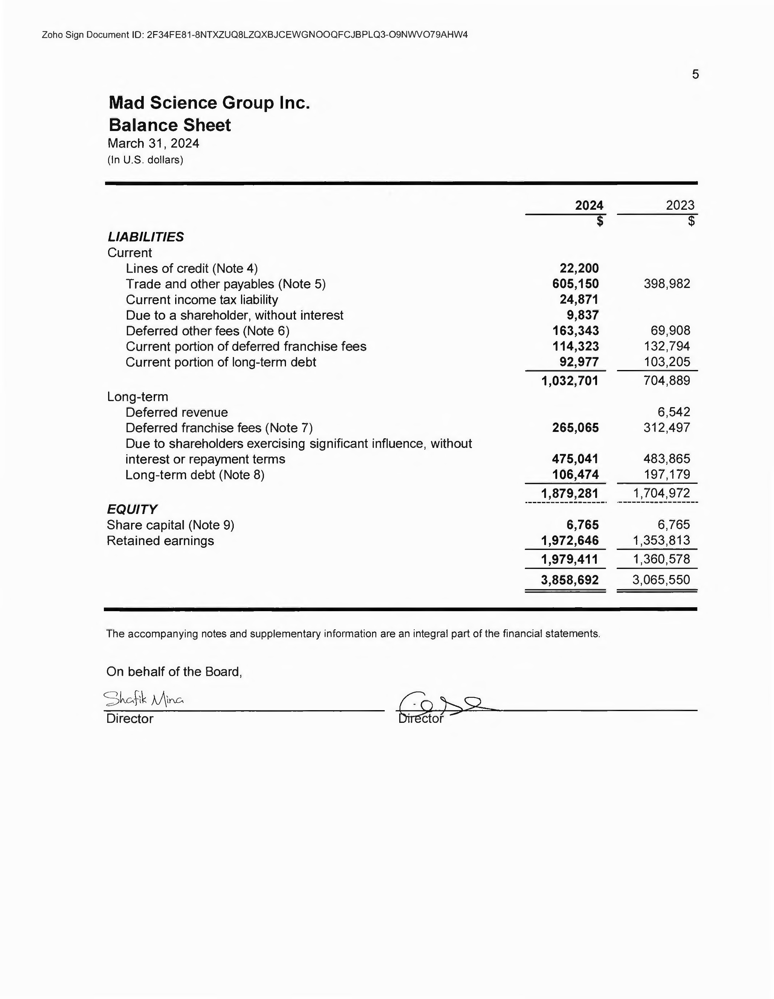 Zoho Sign Document ID: 2F34FE81-8NTXZUQ8LZQXBJCEWGNOOQFCJBPLQ3-O9NWVO79AHW4
5
Mad Science Group Inc.
Balance Sheet
March 31, 2024
(In U.S. dollars)
2024 2023
$ $
LIABILITIES
Current
Lines of credit (Note 4) 22,200
Trade and other payables (Note 5) 605,150 398,982
Current income tax liability 24,871
Due to a shareholder, without interest 9,837
Deferred other fees (Note 6) 163,343 69,908
Current portion of deferred franchise fees 114,323 132,794
Current portion of long-term debt 92,977 103,205
1,032,701 704,889
Long-term
Deferred revenue 6,542
Deferred franchise fees (Note 7) 265,065 312,497
Due to shareholders exercising significant influence, without
interest or repayment terms 475,041 483,865
Long-term debt (Note 8) 106,474 197,179
1,879,281 1,704,972
EQUITY
Share capital (Note 9) 6,765 6,765
Retained earnings 1,972,646 1,353,813
1,979,411 1,360,578
3,858,692 3,065,550
The accompanying notes and supplementary information are an integral part of the financial statements.
On behalf of the Board,
Shafik Mina
Director Director